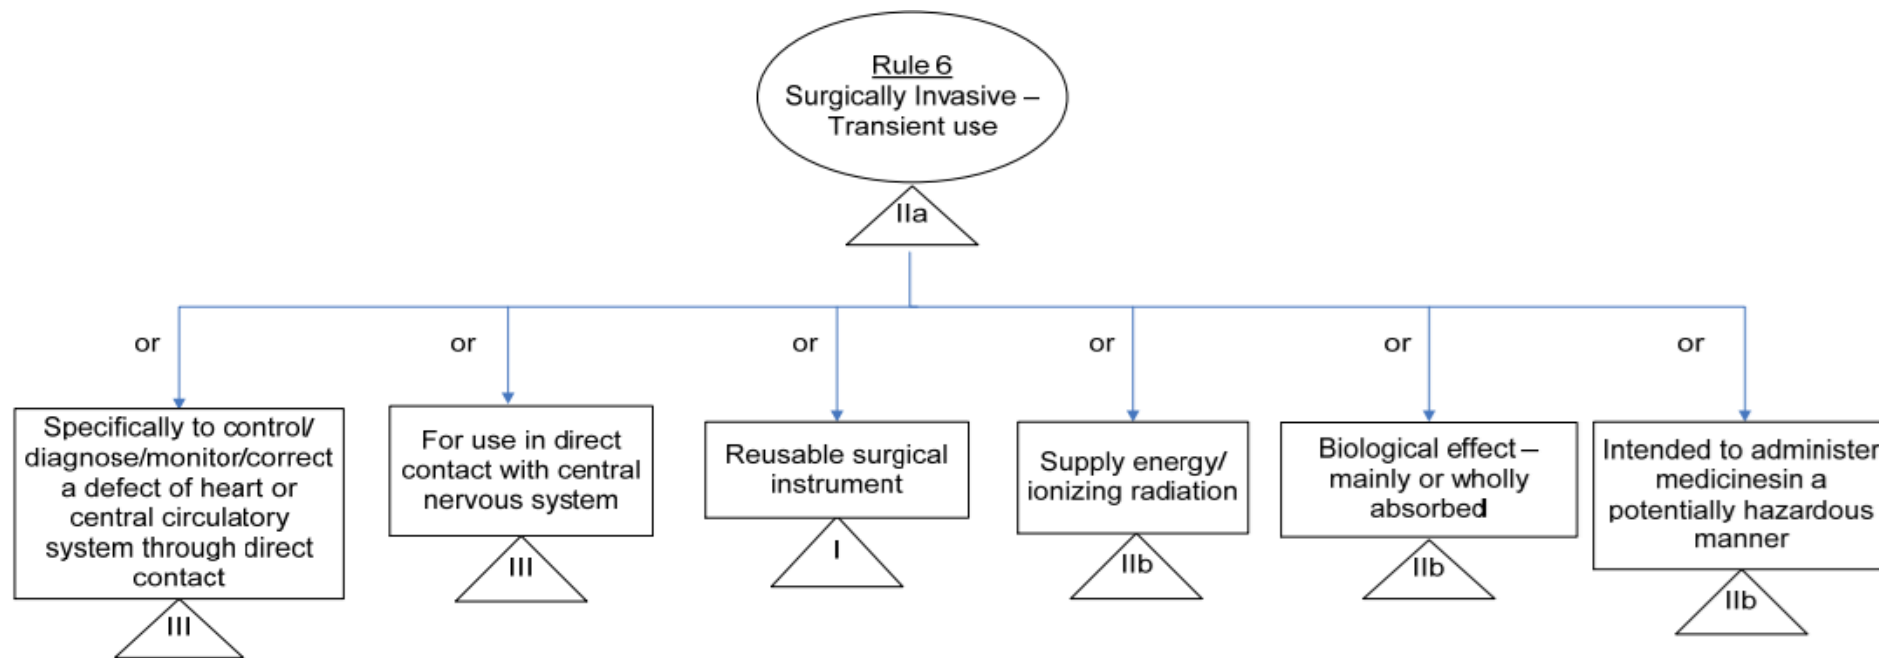 Rule 6
Surgically Invasive –
Transient use
IIa
or
or
or
or
or
or
Specifically to control/
diagnose/monitor/correct
a defect of heart or
central circulatory
system through direct
contact
III
For use in direct
contact with central
nervous system
III
Reusable surgical
instrument
I
Supply energy/
ionizing radiation
IIb
Biological effect –
mainly or wholly
absorbed
IIb
Intended to administer
medicinesin a
potentially hazardous
manner
IIb